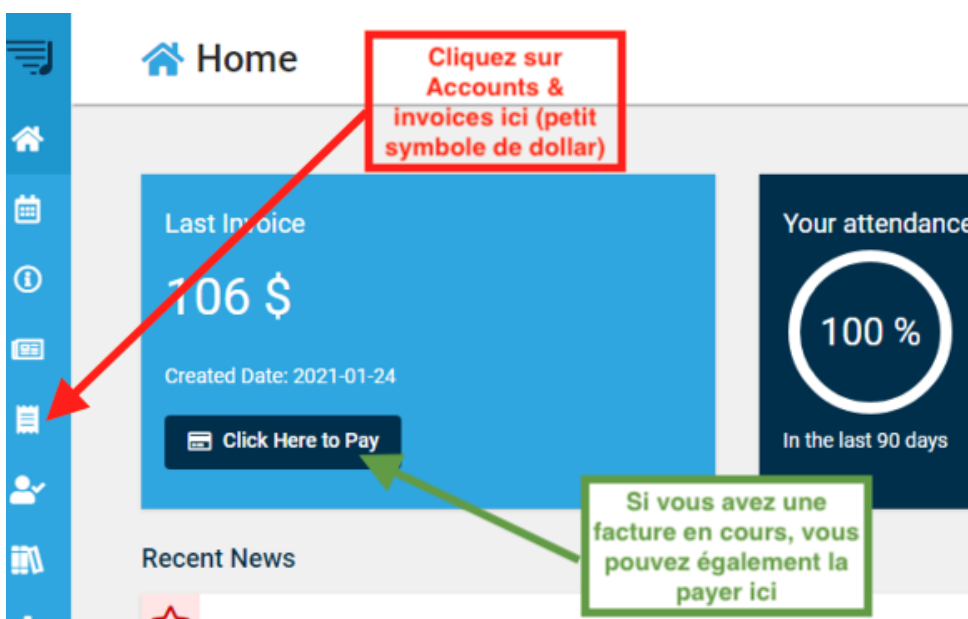 Home
Cliquez sur
Accounts &
invoices ici (petit
symbole de dollar)
Last Invoice
106 $
Created Date: 2021-01-24
Click Here to Pay
Your attendance
100 %
In the last 90 days
Si vous avez une
facture en cours, vous
pouvez également la
payer ici
Recent News